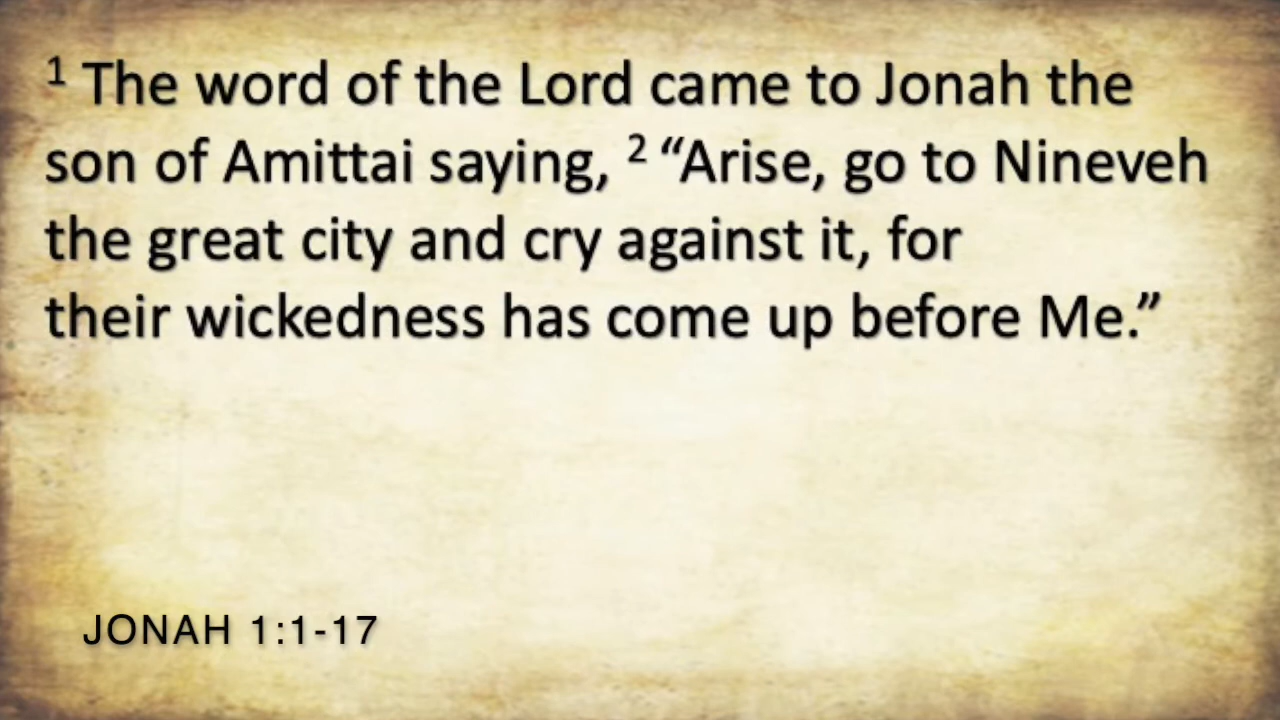 ¹ The word of the Lord came to Jonah the
son of Amittai saying, ² “Arise, go to Nineveh
the great city and cry against it, for
their wickedness has come up before Me.”
JONAH 1:1-17